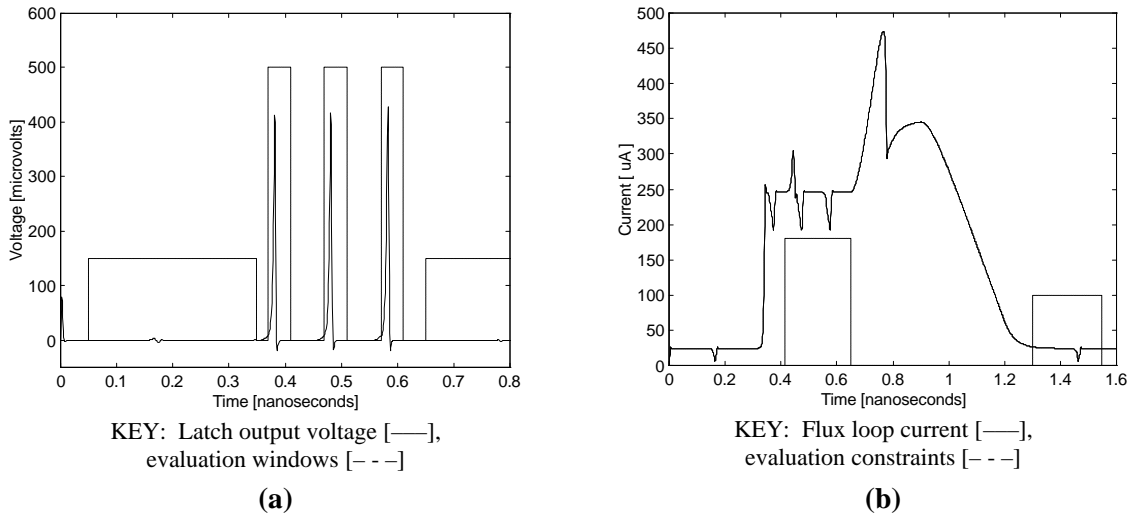 600
500
400
300
200
100
0
Voltage [microvolts]
0 0.1 0.2 0.3 0.4 0.5 0.6 0.7 0.8
Time [nanoseconds]
KEY: Latch output voltage [——],
evaluation windows [– - –]
(a)
500
450
400
350
300
250
200
150
100
50
0
Current [ uA]
0 0.2 0.4 0.6 0.8 1 1.2 1.4 1.6
Time [nanoseconds]
KEY: Flux loop current [——],
evaluation constraints [– - –]
(b)